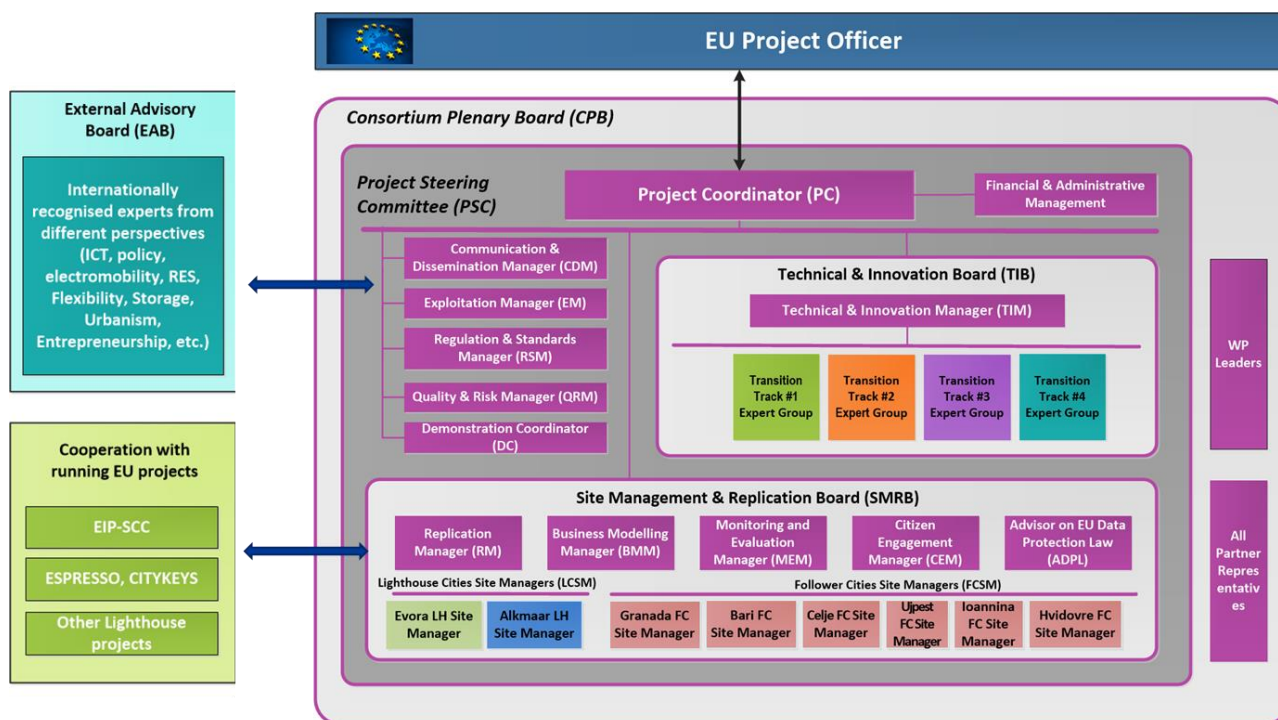 EU Project Officer
External Advisory
Board (EAB)
Internationally
recognised experts from
different perspectives
(ICT, policy,
electromobility, RES,
Flexibility, Storage,
Urbanism,
Entrepreneurship, etc.)
Cooperation with
running EU projects
EIP-SCC
ESPRESSO, CITYKEYS
Other Lighthouse
projects
Consortium Plenary Board (CPB)
Project Steering
Committee (PSC)
Project Coordinator (PC)
Financial & Administrative
Management
Communication &
Dissemination Manager (CDM)
Exploitation Manager (EM)
Regulation & Standards
Manager (RSM)
Quality & Risk Manager (QRM)
Demonstration Coordinator
(DC)
Technical & Innovation Board (TIB)
Technical & Innovation Manager (TIM)
Transition
Track #1
Expert Group
Transition
Track #2
Expert Group
Transition
Track #3
Expert Group
Transition
Track #4
Expert Group
Site Management & Replication Board (SMRB)
Replication
Manager (RM)
Business Modelling
Manager (BMM)
Monitoring and
Evaluation
Manager (MEM)
Citizen
Engagement
Manager (CEM)
Advisor on EU Data
Protection Law
(ADPL)
Lighthouse Cities Site Managers (LCSM)
Evora LH Site
Manager
Alkmaar LH
Site Manager
Follower Cities Site Managers (FCSM)
Granada FC
Site Manager
Bari FC
Site Manager
Celje FC Site
Manager
Ujpest
FC Site
Manager
Ioannina
FC Site
Manager
Hvidovre FC
Site Manager
WP
Leaders
All
Partner
Repres
entativ
es